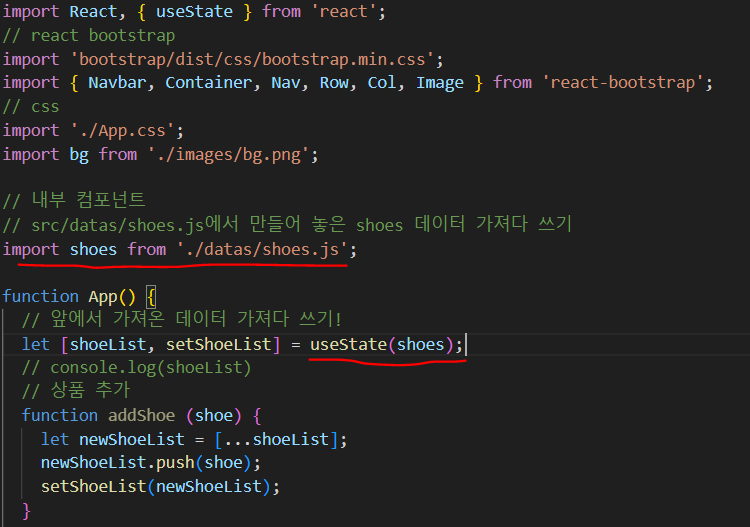 import React, { useState } from 'react';
// react bootstrap
import 'bootstrap/dist/css/bootstrap.min.css';
import { Navbar, Container, Nav, Row, Col, Image } from 'react-bootstrap';
// css
import './App.css';
import bg from './images/bg.png';
// 내부 컴포넌트
// src/datas/shoes.js에서 만들어 놓은 shoes 데이터 가져다 쓰기
import shoes from './datas/shoes.js';
function App() {
// 앞에서 가져온 데이터 가져다 쓰기!
let [shoeList, setShoeList] = useState(shoes);
// console.log(shoeList)
// 상품 추가
function addShoe (shoe) {
let newShoeList = [...shoeList];
newShoeList.push(shoe);
setShoeList(newShoeList);
}